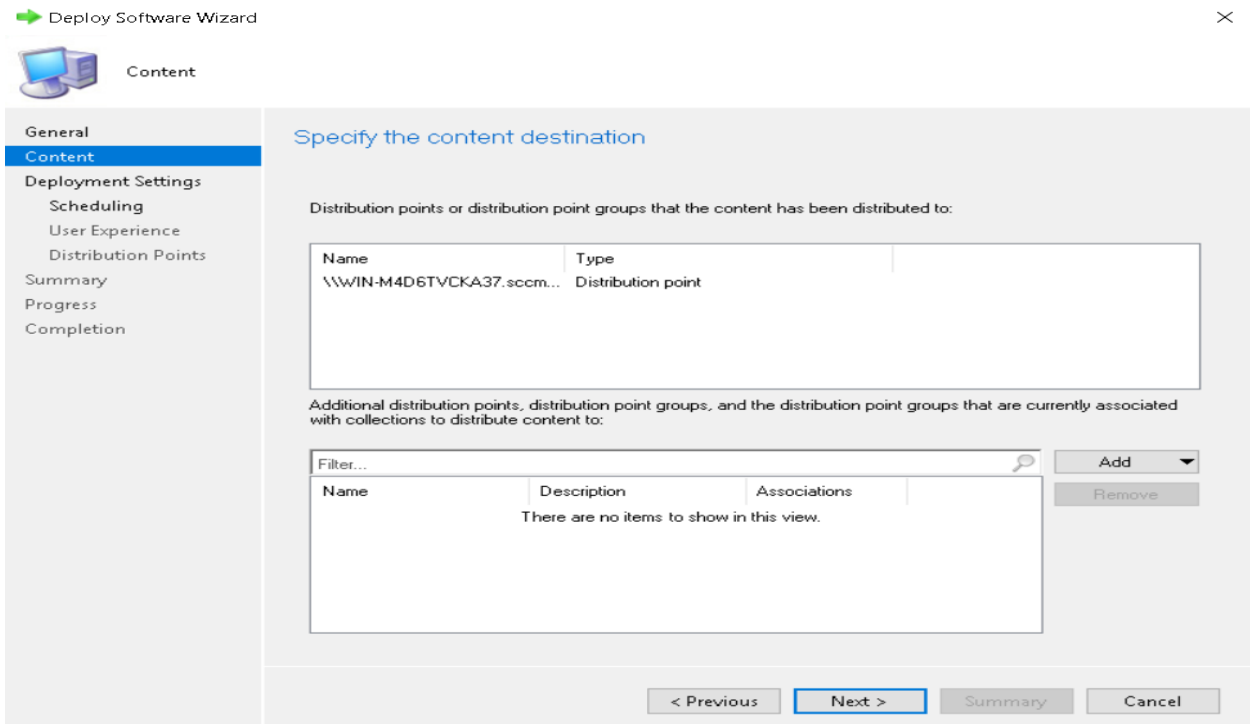 Deploy Software Wizard
Content
General
Content
Deployment Settings
Scheduling
User Experience
Distribution Points
Summary
Progress
Completion
Specify the content destination
Distribution points or distribution point groups that the content has been distributed to:
Name Type
\\WIN-M4D6TVCKA37.sccm... Distribution point
Additional distribution points, distribution point groups, and the distribution point groups that are currently associated
with collections to distribute content to:
Filter...
Add
Name Description Associations
Remove
There are no items to show in this view.
< Previous Next > Summary Cancel